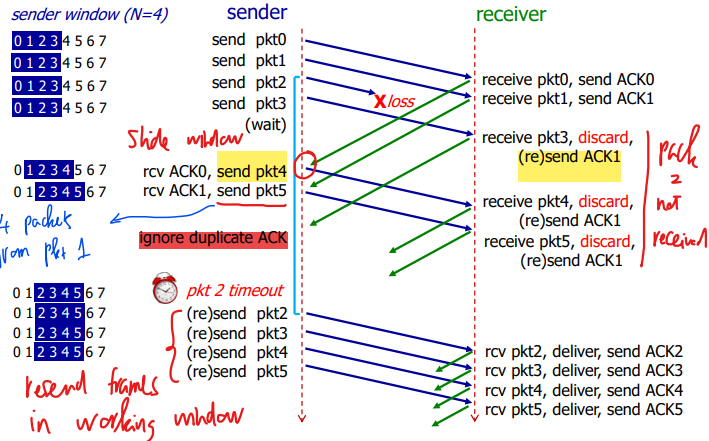 sender window (N=4)
sender
receiver
0 1 2 3 4 5 6 7
send pkt0
0 1 2 3 4 5 6 7
send pkt1
0 1 2 3 4 5 6 7
send pkt2
0 1 2 3 4 5 6 7
send pkt3
(wait)
X loss
receive pkt0, send ACK0
receive pkt1, send ACK1
slide window
receive pkt3, discard,
(re)send ACK1
0 1 2 3 4 5 6 7
rcv ACK0, send pkt4
0 1 2 3 4 5 6 7
rcv ACK1, send pkt5
4 packets
from pkt 1
ignore duplicate ACK
receive pkt4, discard,
(re)send ACK1
receive pkt5, discard,
(re)send ACK1
pack
2
not
received
pkt 2 timeout
0 1 2 3 4 5 6 7
(re)send pkt2
0 1 2 3 4 5 6 7
(re)send pkt3
0 1 2 3 4 5 6 7
(re)send pkt4
0 1 2 3 4 5 6 7
(re)send pkt5
resend frames
in working window
rcv pkt2, deliver, send ACK2
rcv pkt3, deliver, send ACK3
rcv pkt4, deliver, send ACK4
rcv pkt5, deliver, send ACK5